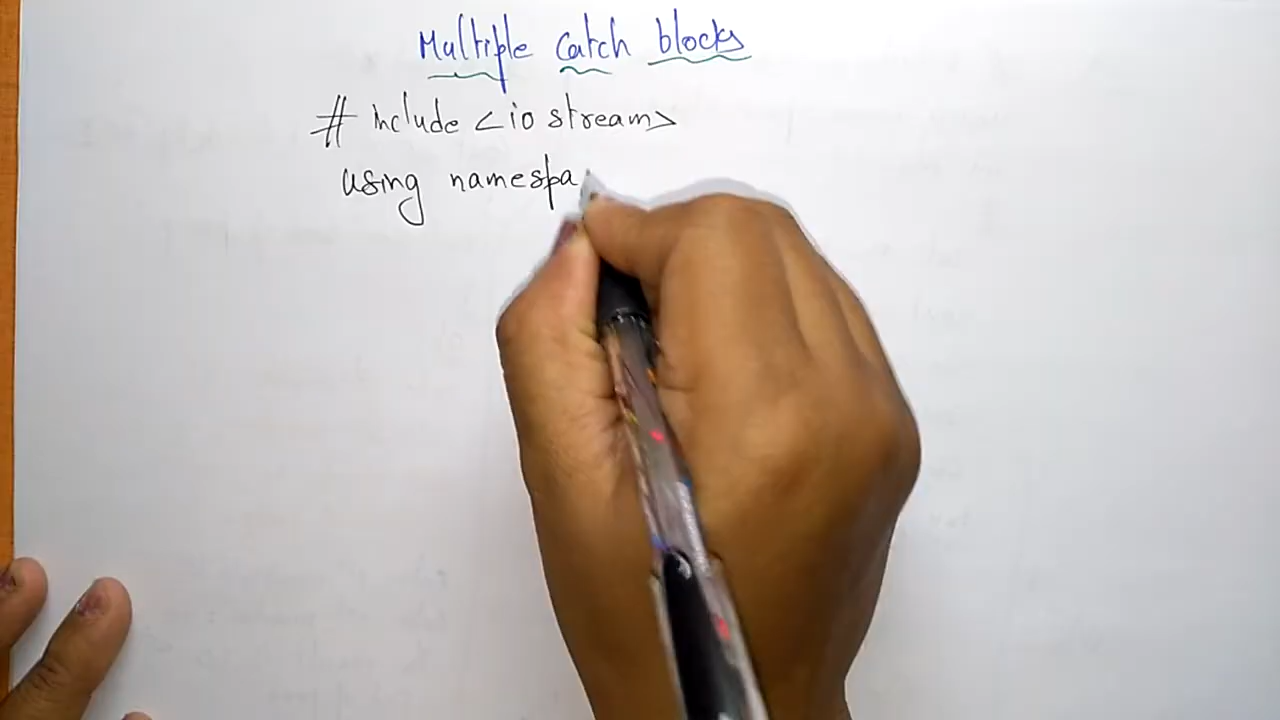 Multiple Catch blocks
# include <iostream>
using namespa